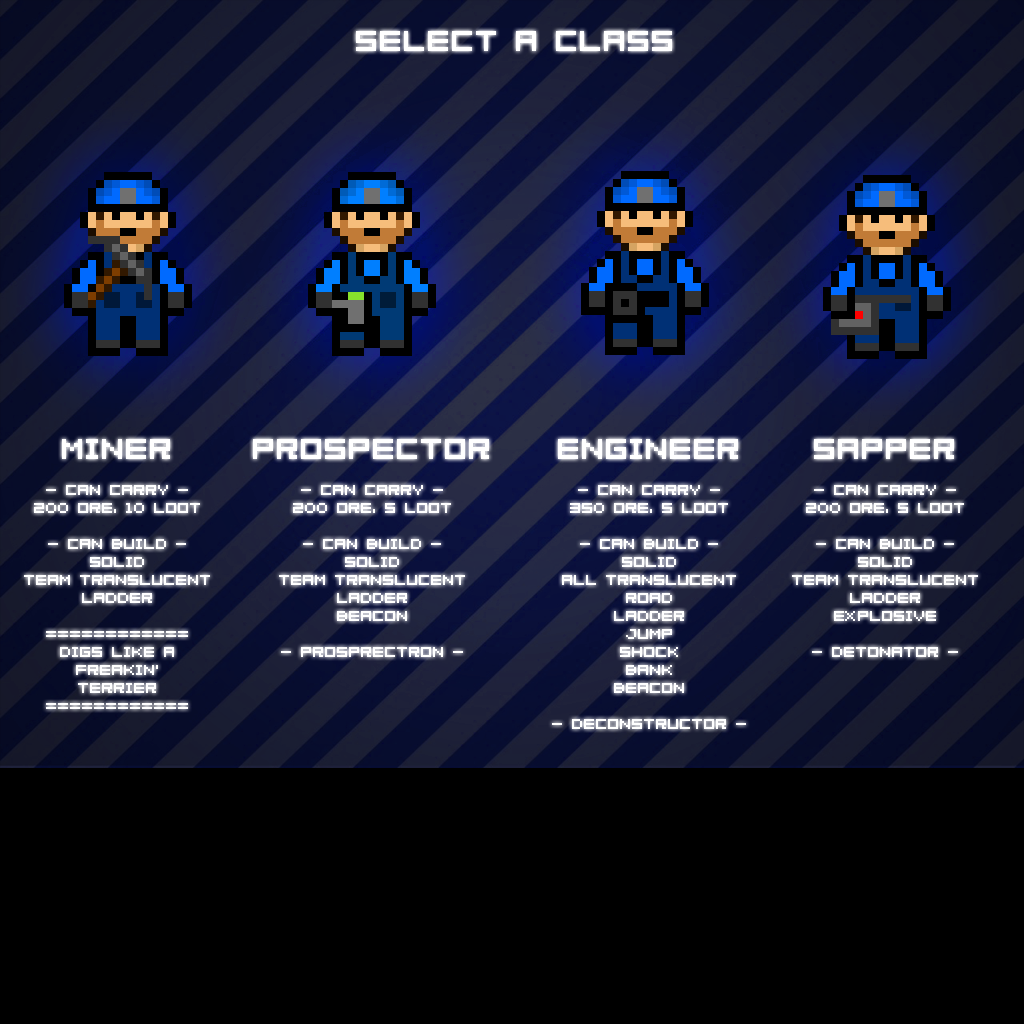 SELECT A CLASS
MINER
- CAN CARRY -
200 ORE, 10 LOOT
- CAN BUILD -
SOLID
TEAM TRANSLUCENT
LADDER
============
DIGS LIKE A
FREAKIN'
TERRIER
============
PROSPECTOR
- CAN CARRY -
200 ORE, 5 LOOT
- CAN BUILD -
SOLID
TEAM TRANSLUCENT
LADDER
BEACON
- PROSPRECTRON -
ENGINEER
- CAN CARRY -
350 ORE, 5 LOOT
- CAN BUILD -
SOLID
ALL TRANSLUCENT
ROAD
LADDER
JUMP
SHOCK
BANK
BEACON
- DECONSTRUCTOR -
SAPPER
- CAN CARRY -
200 ORE, 5 LOOT
- CAN BUILD -
SOLID
TEAM TRANSLUCENT
LADDER
EXPLOSIVE
- DETONATOR -